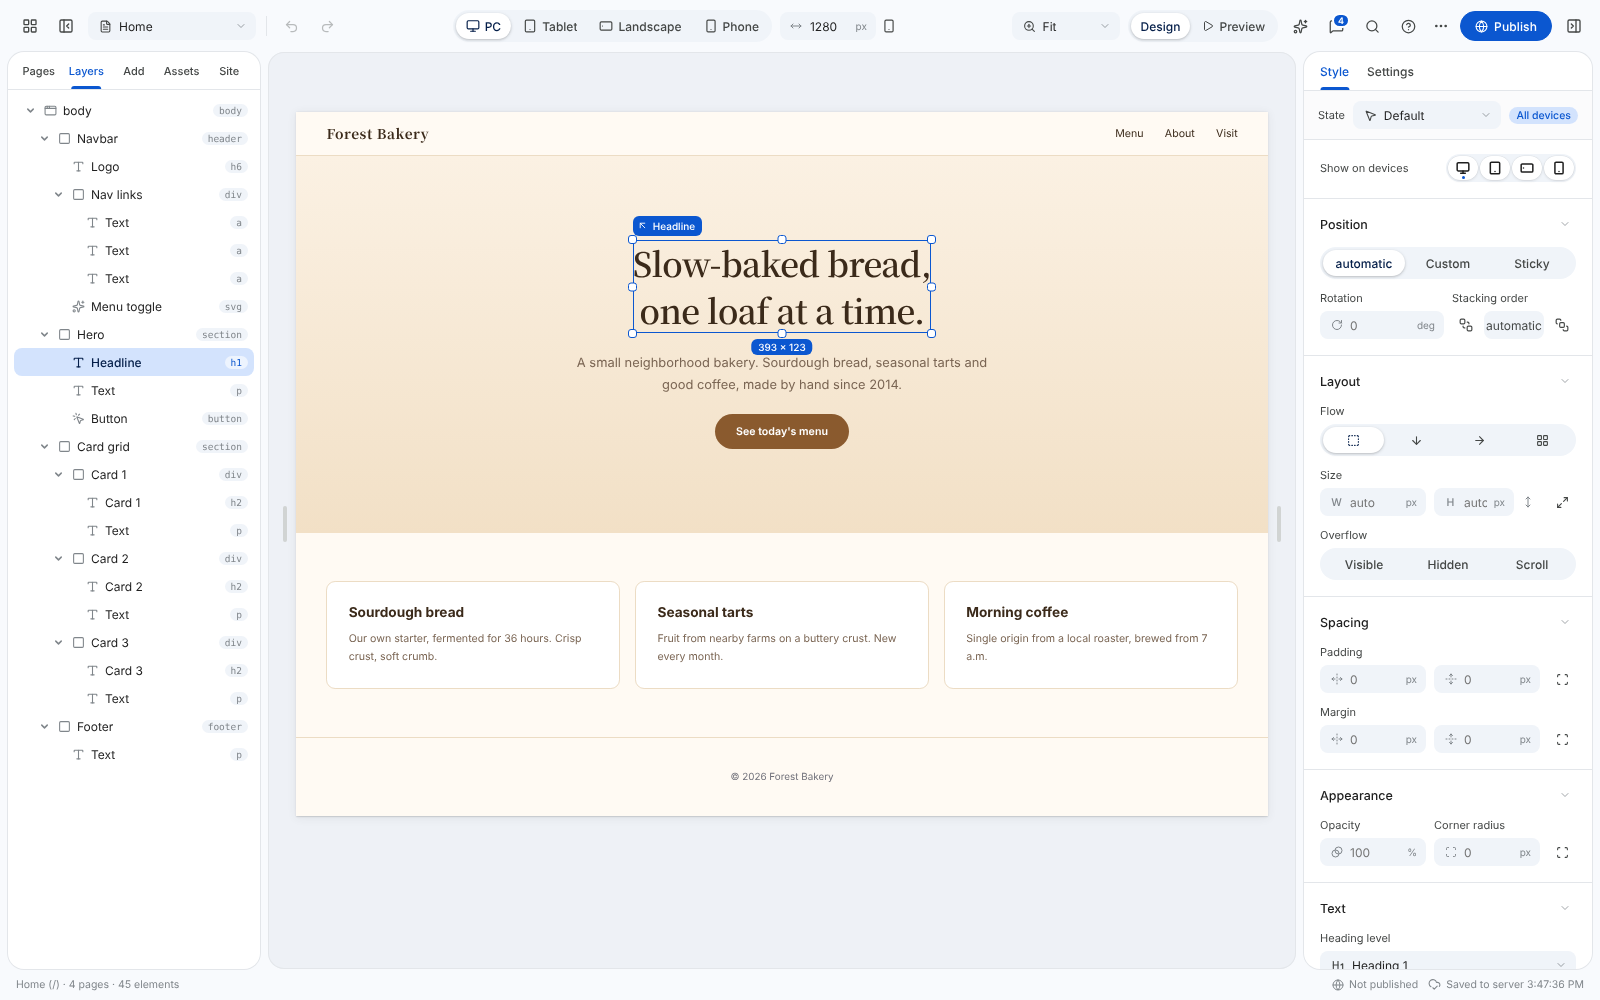 Home
PC
Tablet
Landscape
Phone
1280 px
Fit
Design
Preview
4
Publish
Pages
Layers
Add
Assets
Site
body body
Navbar header
Logo h6
Nav links div
Text a
Text a
Text a
Menu toggle svg
Hero section
Headline h1
Text p
Button button
Card grid section
Card 1 div
Card 1 h2
Text p
Card 2 div
Card 2 h2
Text p
Card 3 div
Card 3 h2
Text p
Footer footer
Text p
Forest Bakery
Menu
About
Visit
Headline
Slow-baked bread,
one loaf at a time.
393 × 123
A small neighborhood bakery. Sourdough bread, seasonal tarts and
good coffee, made by hand since 2014.
See today's menu
Sourdough bread
Our own starter, fermented for 36 hours. Crisp
crust, soft crumb.
Seasonal tarts
Fruit from nearby farms on a buttery crust. New
every month.
Morning coffee
Single origin from a local roaster, brewed from 7
a.m.
© 2026 Forest Bakery
Style
Settings
State
Default
All devices
Show on devices
Position
automatic
Custom
Sticky
Rotation
Stacking order
0 deg
automatic
Layout
Flow
Size
W auto px
H auto px
Overflow
Visible
Hidden
Scroll
Spacing
Padding
0 px
0 px
Margin
0 px
0 px
Appearance
Opacity
Corner radius
100 %
0 px
Text
Heading level
H1 Heading 1
Home (/) · 4 pages · 45 elements
Not published
Saved to server 3:47:36 PM